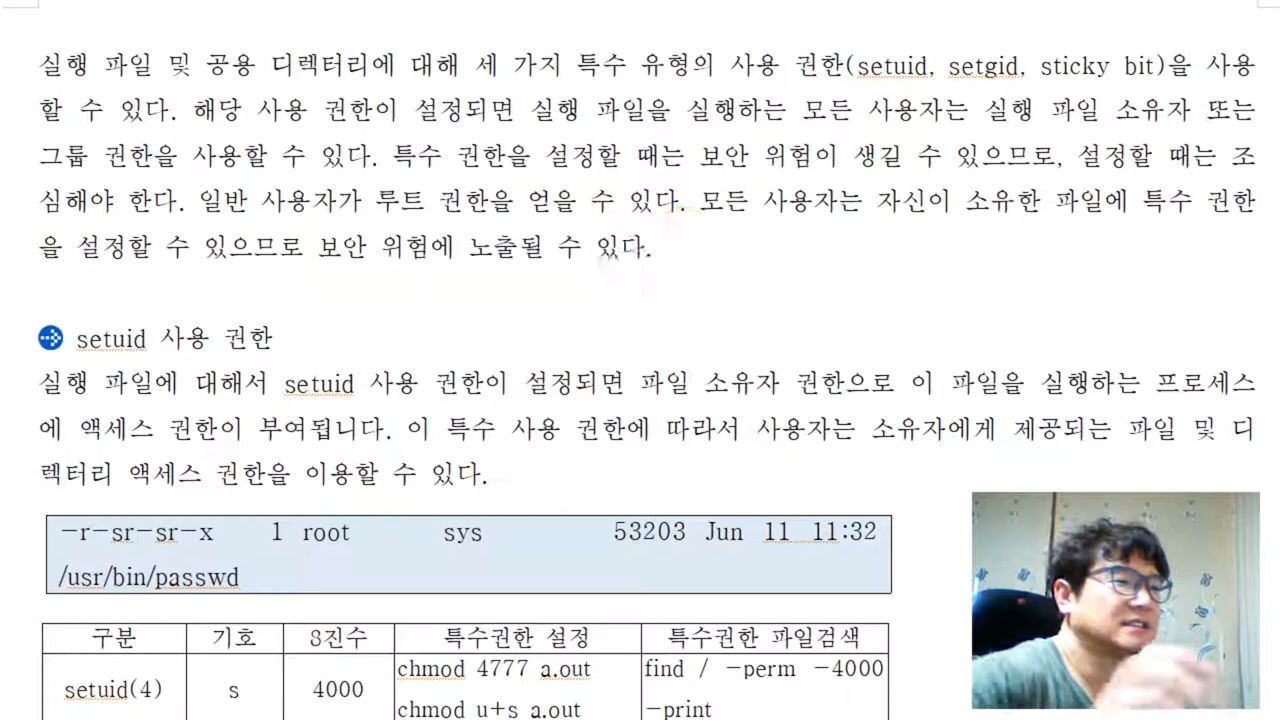 실행 파일 및 공용 디렉터리에 대해 세 가지 특수 유형의 사용 권한(setuid, setgid, sticky bit)을 사용
할 수 있다. 해당 사용 권한이 설정되면 실행 파일을 실행하는 모든 사용자는 실행 파일 소유자 또는
그룹 권한을 사용할 수 있다. 특수 권한을 설정할 때는 보안 위험이 생길 수 있으므로, 설정할 때는 조
심해야 한다. 일반 사용자가 루트 권한을 얻을 수 있다. 모든 사용자는 자신이 소유한 파일에 특수 권한
을 설정할 수 있으므로 보안 위험에 노출될 수 있다.
setuid 사용 권한
실행 파일에 대해서 setuid 사용 권한이 설정되면 파일 소유자 권한으로 이 파일을 실행하는 프로세스
에 액세스 권한이 부여됩니다. 이 특수 사용 권한에 따라서 사용자는 소유자에게 제공되는 파일 및 디
렉터리 액세스 권한을 이용할 수 있다.
-r-sr-sr-x 1 root sys 53203 Jun 11 11:32
/usr/bin/passwd
구분 기호 8진수 특수권한 설정 특수권한 파일검색
chmod 4777 a.out find / -perm -4000
setuid(4) s 4000
chmod u+s a.out -print